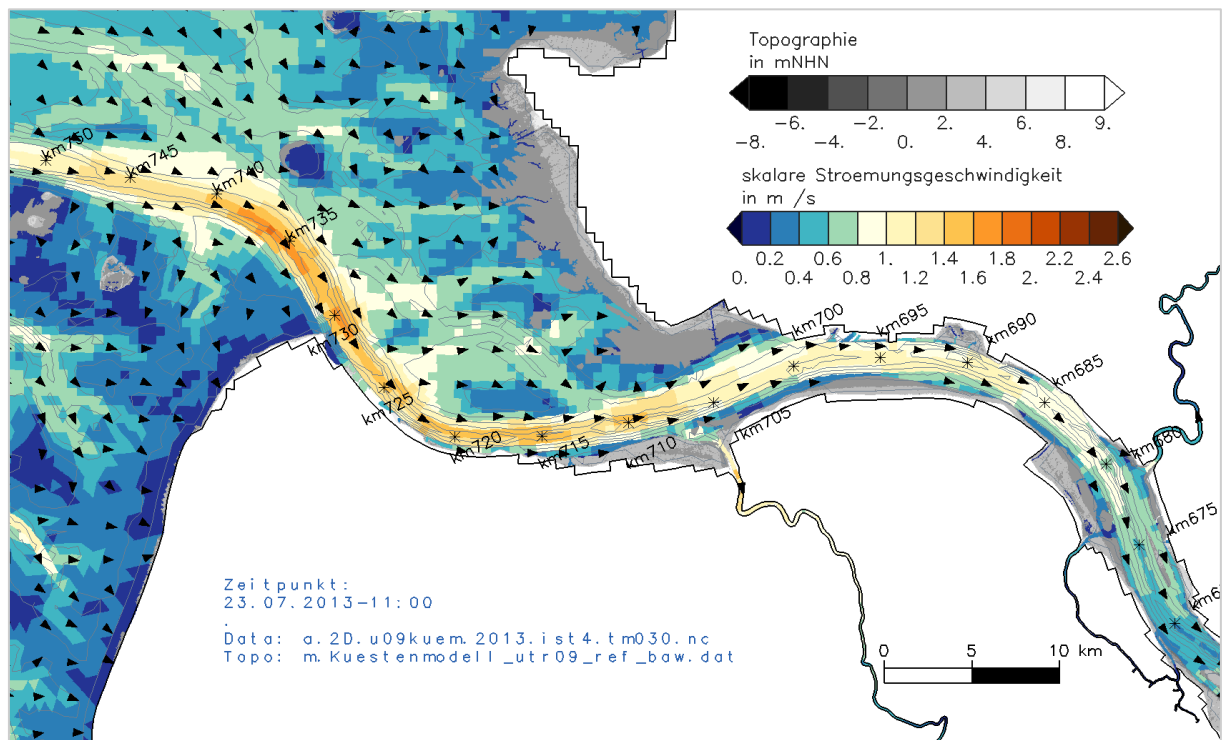 Topographie
in mNHN
-6. -2. 2. 6. 9.
-8. -4. 0. 4. 8.
skalare Stroemungsgeschwindigkeit
in m /s
0.2 0.6 1. 1.4 1.8 2.2 2.6
0. 0.4 0.8 1.2 1.6 2. 2.4
km750
km745
km740
km735
km730
km725
km720
km715
km710
km705
km700
km695
km690
km685
km680
km675
Zeitpunkt:
23.07.2013-11:00
.
Data: a.2D.u09kuem.2013.ist4.tm030.nc
Topo: m.Kuestenmodell_utr09_ref_baw.dat
0 5 10 km